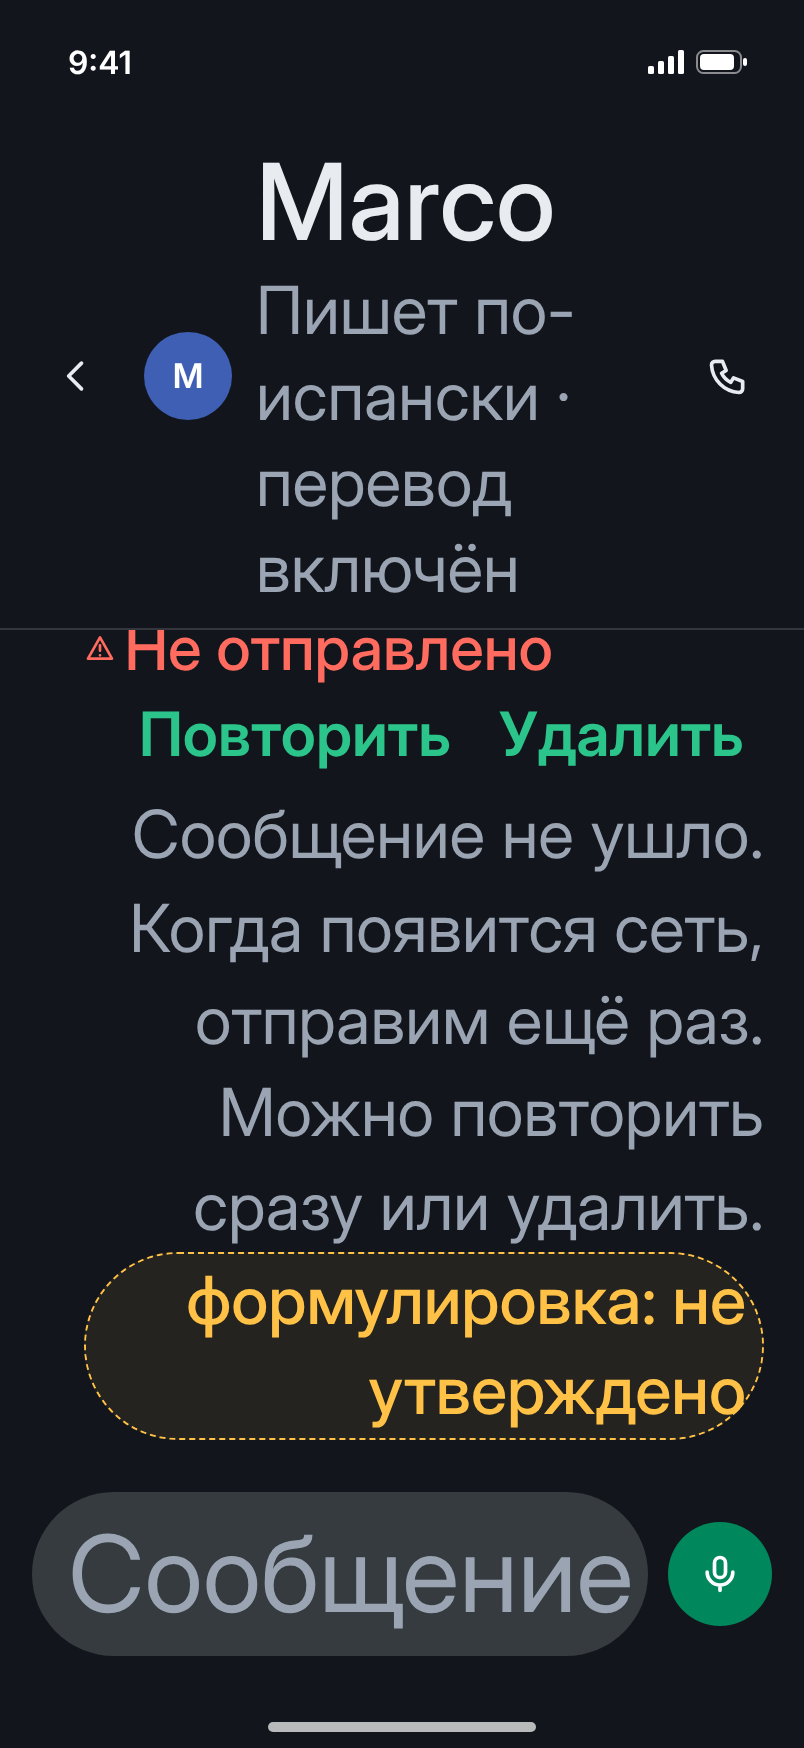 9:41
Marco
Пишет по-
испански ·
перевод
включён
M
Не отправлено
Повторить Удалить
Сообщение не ушло.
Когда появится сеть,
отправим ещё раз.
Можно повторить
сразу или удалить.
формулировка: не
утверждено
Сообщение